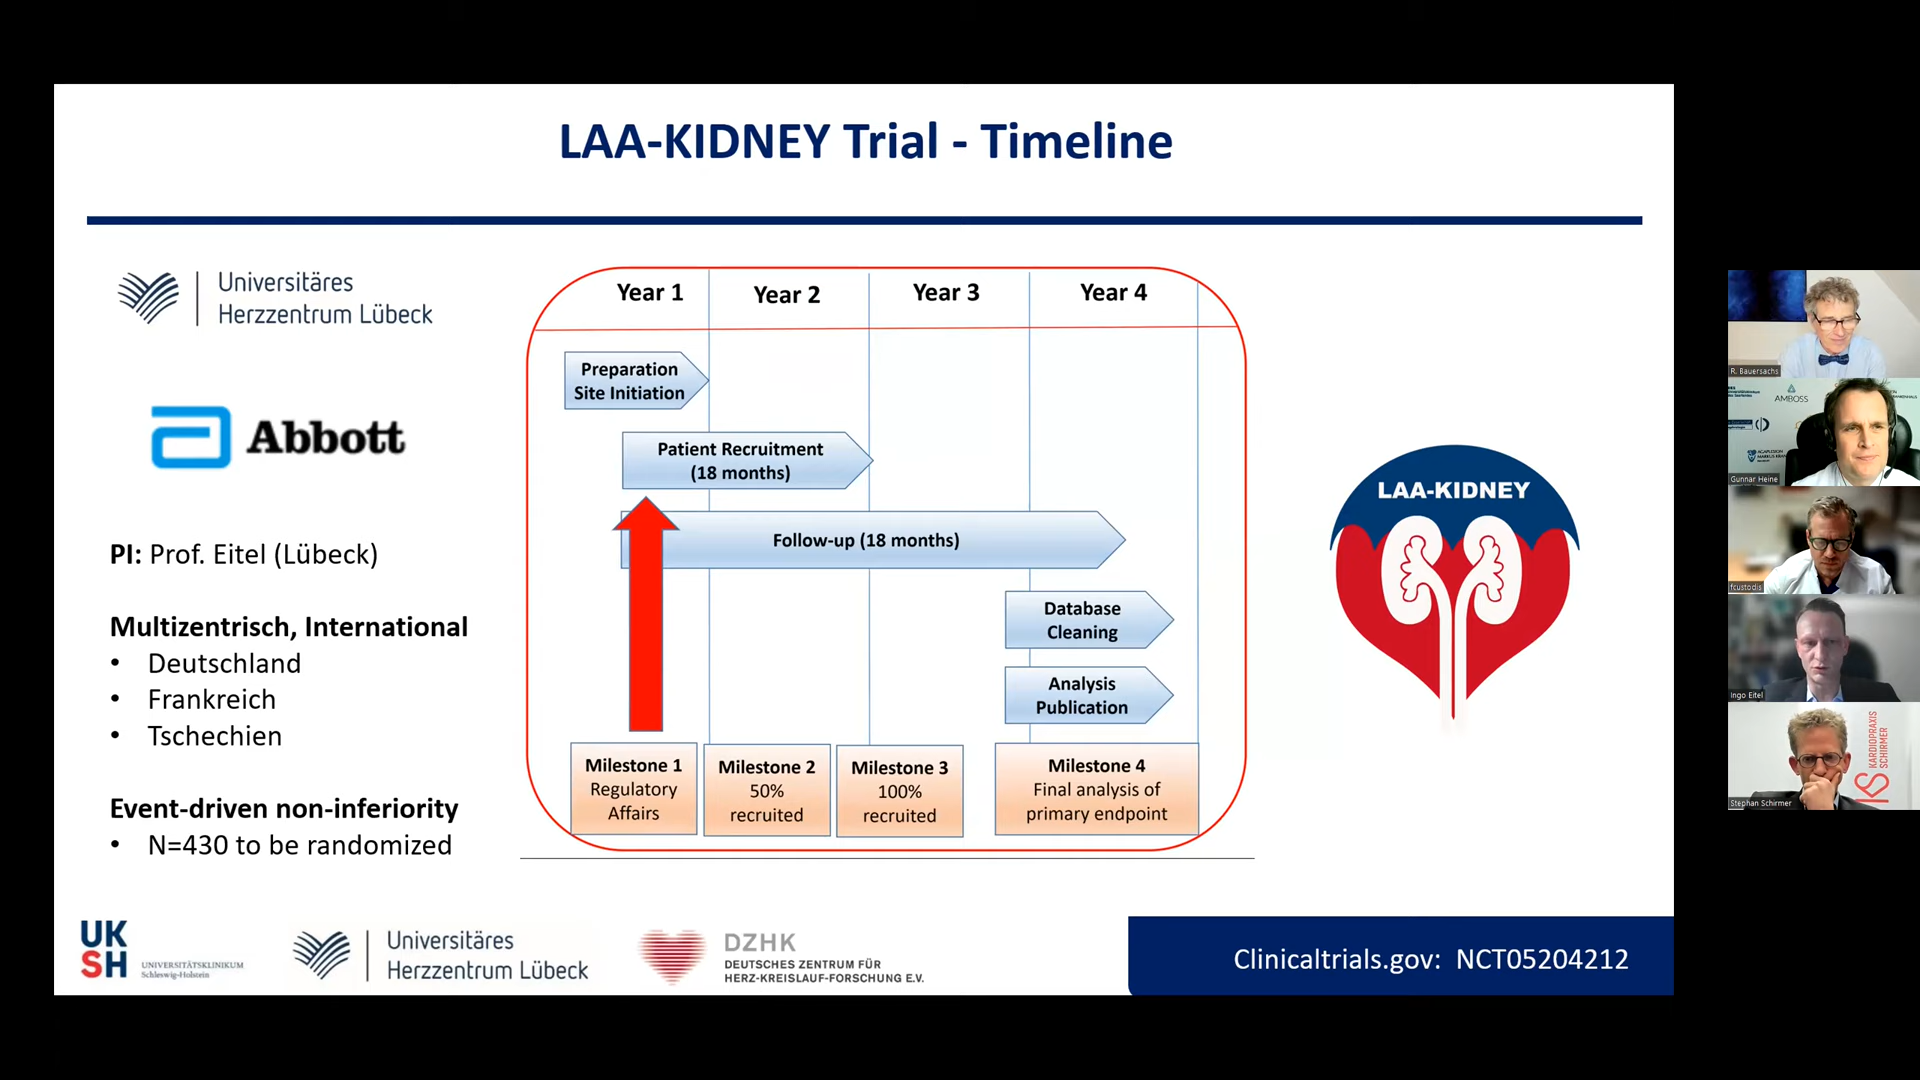 LAA-KIDNEY Trial - Timeline
Universitäres
Herzzentrum Lübeck
Abbott
PI: Prof. Eitel (Lübeck)
Multizentrisch, International
• Deutschland
• Frankreich
• Tschechien
Event-driven non-inferiority
• N=430 to be randomized
Year 1
Year 2
Year 3
Year 4
Preparation
Site Initiation
Patient Recruitment
(18 months)
Follow-up (18 months)
Database
Cleaning
Analysis
Publication
Milestone 1
Regulatory
Affairs
Milestone 2
50%
recruited
Milestone 3
100%
recruited
Milestone 4
Final analysis of
primary endpoint
LAA-KIDNEY
UK
SH
UNIVERSITÄTSKLINIKUM
Schleswig-Holstein
Universitäres
Herzzentrum Lübeck
DZHK
DEUTSCHES ZENTRUM FÜR
HERZ-KREISLAUF-FORSCHUNG E.V.
Clinicaltrials.gov: NCT05204212
R. Bauersachs
AMBOSS
Gunnar Heine
fcustodis
Ingo Eitel
KARDIOPRAXIS
SCHIRMER
Stephan Schirmer